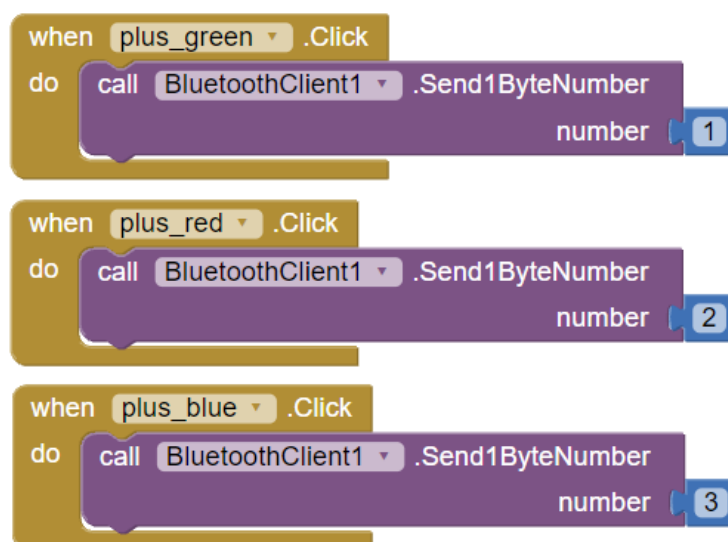 when plus_green .Click
do call BluetoothClient1 .Send1ByteNumber
number 1
when plus_red .Click
do call BluetoothClient1 .Send1ByteNumber
number 2
when plus_blue .Click
do call BluetoothClient1 .Send1ByteNumber
number 3